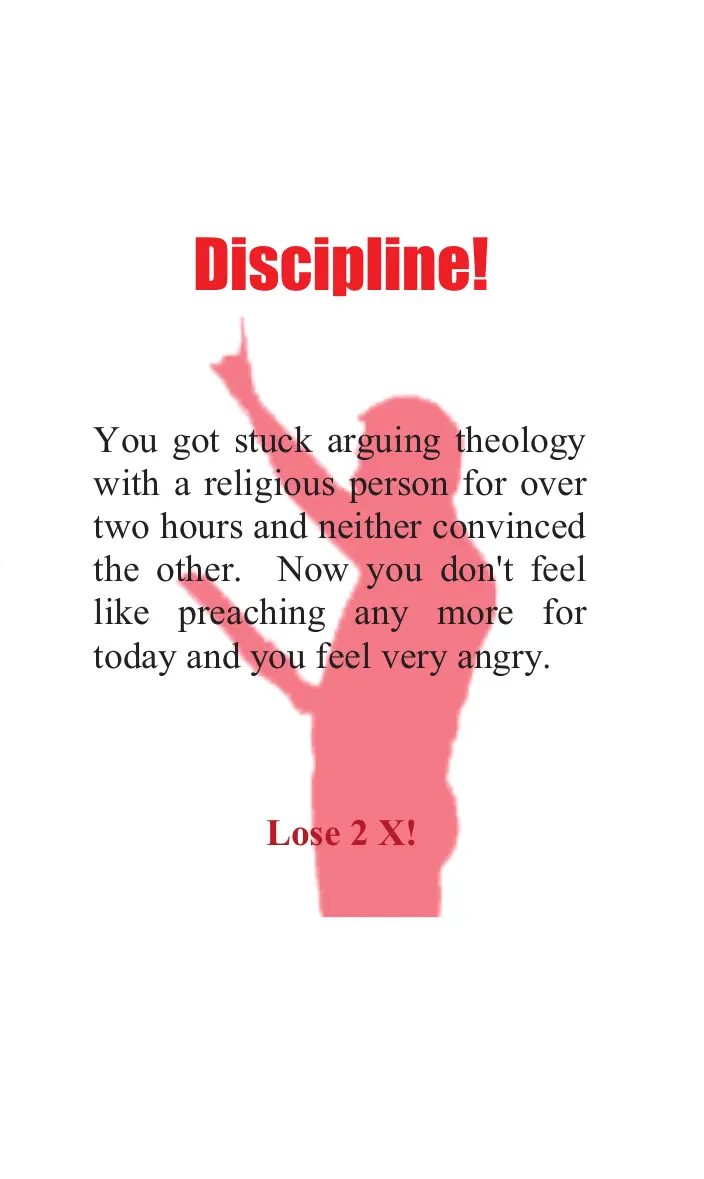 Discipline!
You got stuck arguing theology
with a religious person for over
two hours and neither convinced
the other.  Now you don't feel
like preaching any more for
today and you feel very angry.
Lose 2 X!